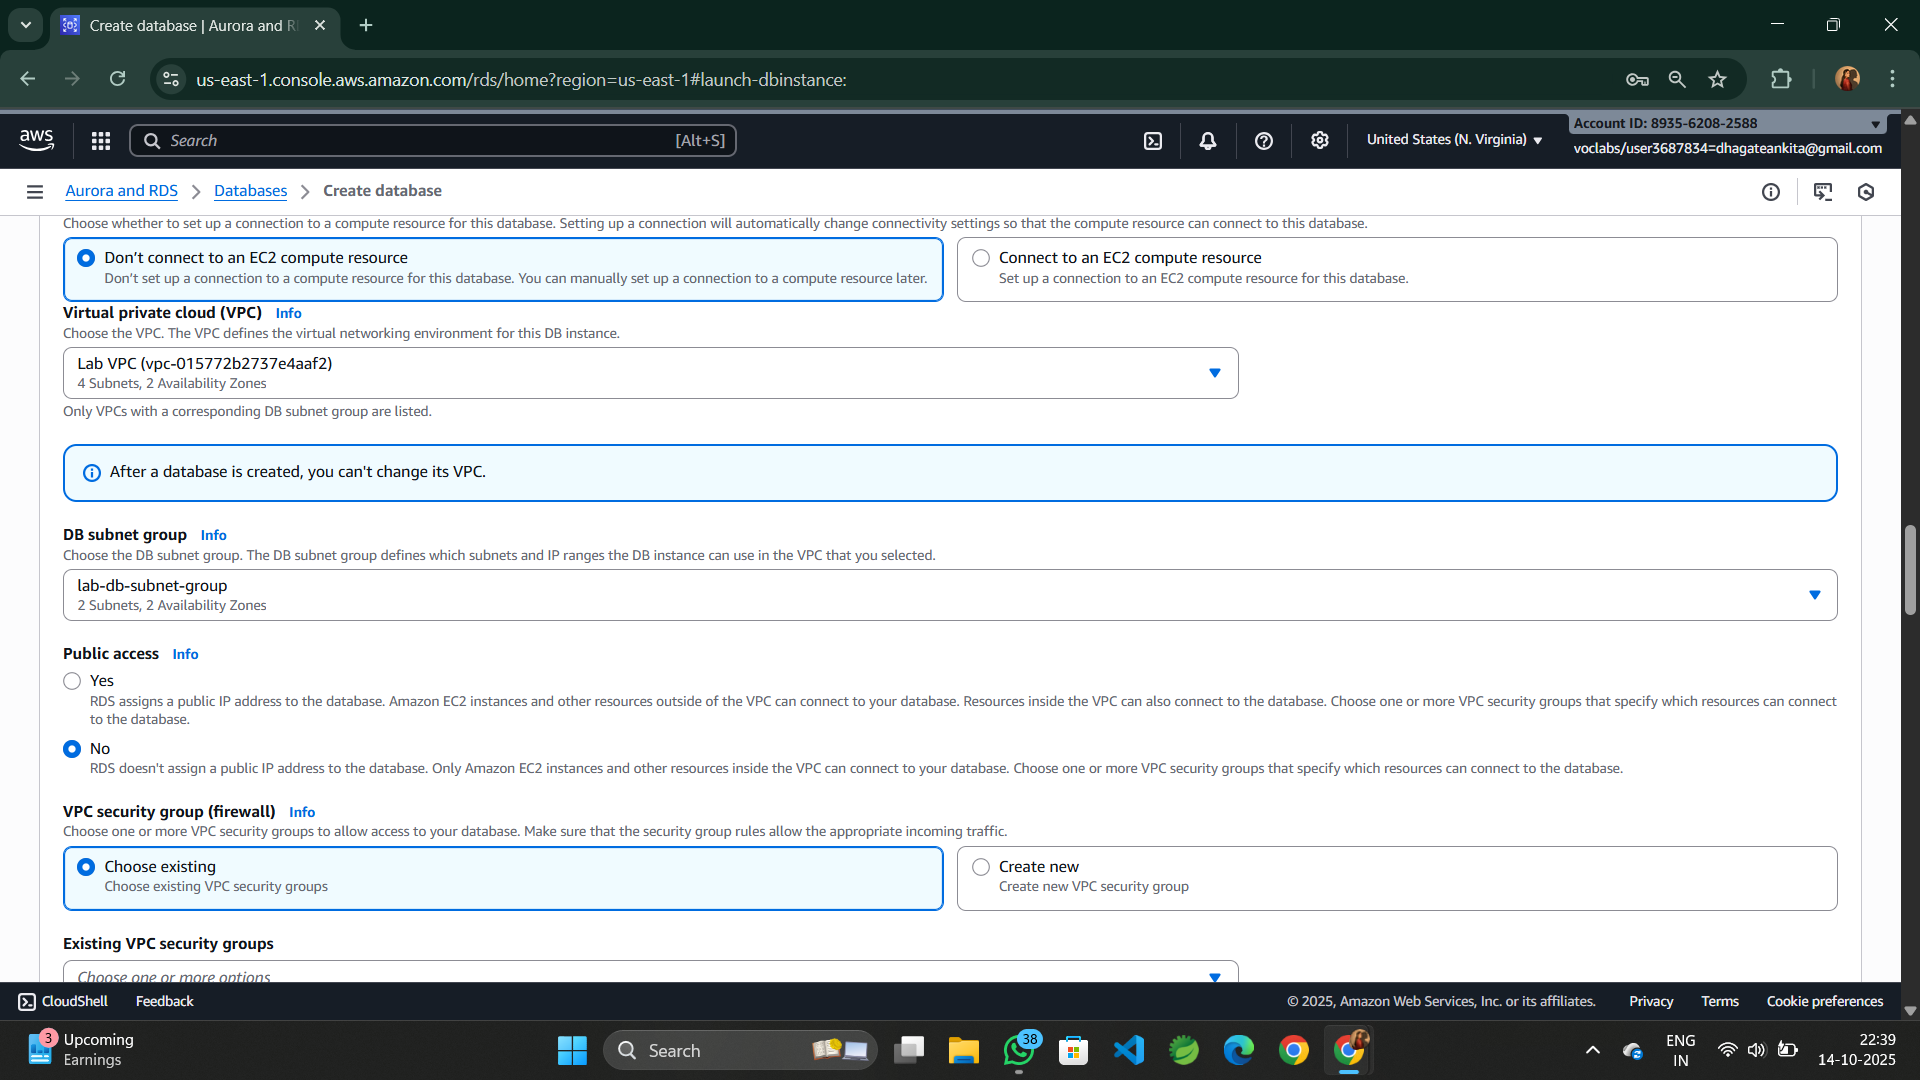 Create database | Aurora and R
us-east-1.console.aws.amazon.com/rds/home?region=us-east-1#launch-dbinstance:
aws
Search
[Alt+S]
United States (N. Virginia)
Account ID: 8935-6208-2588
voclabs/user3687834=dhagateankita@gmail.com
Aurora and RDS
Databases
Create database
Choose whether to set up a connection to a compute resource for this database. Setting up a connection will automatically change connectivity settings so that the compute resource can connect to this database.
Don’t connect to an EC2 compute resource
Don’t set up a connection to a compute resource for this database. You can manually set up a connection to a compute resource later.
Connect to an EC2 compute resource
Set up a connection to an EC2 compute resource for this database.
Virtual private cloud (VPC) Info
Choose the VPC. The VPC defines the virtual networking environment for this DB instance.
Lab VPC (vpc-015772b2737e4aaf2)
4 Subnets, 2 Availability Zones
Only VPCs with a corresponding DB subnet group are listed.
After a database is created, you can't change its VPC.
DB subnet group Info
Choose the DB subnet group. The DB subnet group defines which subnets and IP ranges the DB instance can use in the VPC that you selected.
lab-db-subnet-group
2 Subnets, 2 Availability Zones
Public access Info
Yes
RDS assigns a public IP address to the database. Amazon EC2 instances and other resources outside of the VPC can connect to your database. Resources inside the VPC can also connect to the database. Choose one or more VPC security groups that specify which resources can connect
to the database.
No
RDS doesn't assign a public IP address to the database. Only Amazon EC2 instances and other resources inside the VPC can connect to your database. Choose one or more VPC security groups that specify which resources can connect to the database.
VPC security group (firewall) Info
Choose one or more VPC security groups to allow access to your database. Make sure that the security group rules allow the appropriate incoming traffic.
Choose existing
Choose existing VPC security groups
Create new
Create new VPC security group
Existing VPC security groups
Choose one or more options
CloudShell
Feedback
© 2025, Amazon Web Services, Inc. or its affiliates.
Privacy
Terms
Cookie preferences
3
Upcoming
Earnings
Search
38
ENG
IN
22:39
14-10-2025